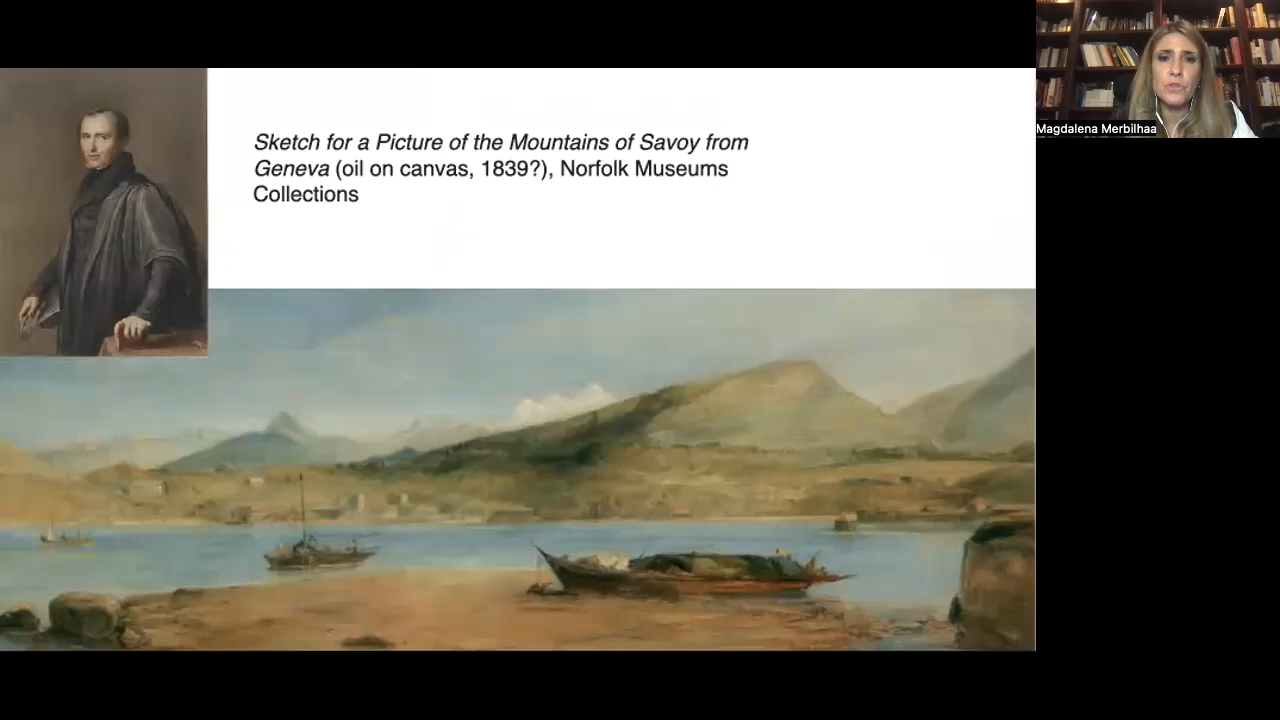 Sketch for a Picture of the Mountains of Savoy from
Geneva (oil on canvas, 1839?), Norfolk Museums
Collections
Magdalena Merbilhaa